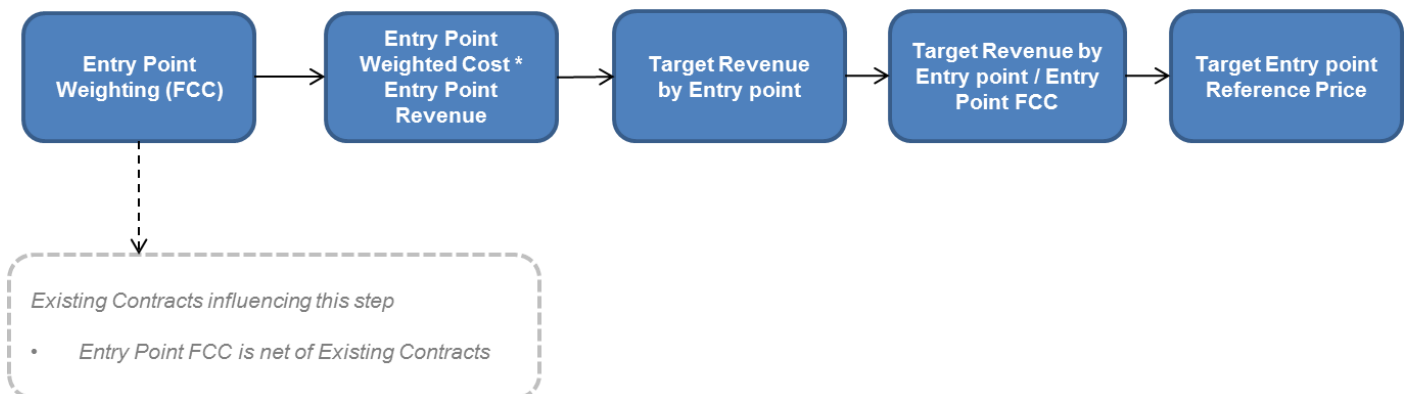 Entry Point
Weighting (FCC)
Entry Point
Weighted Cost *
Entry Point
Revenue
Target Revenue
by Entry point
Target Revenue by
Entry point / Entry
Point FCC
Target Entry point
Reference Price
Existing Contracts influencing this step
• Entry Point FCC is net of Existing Contracts